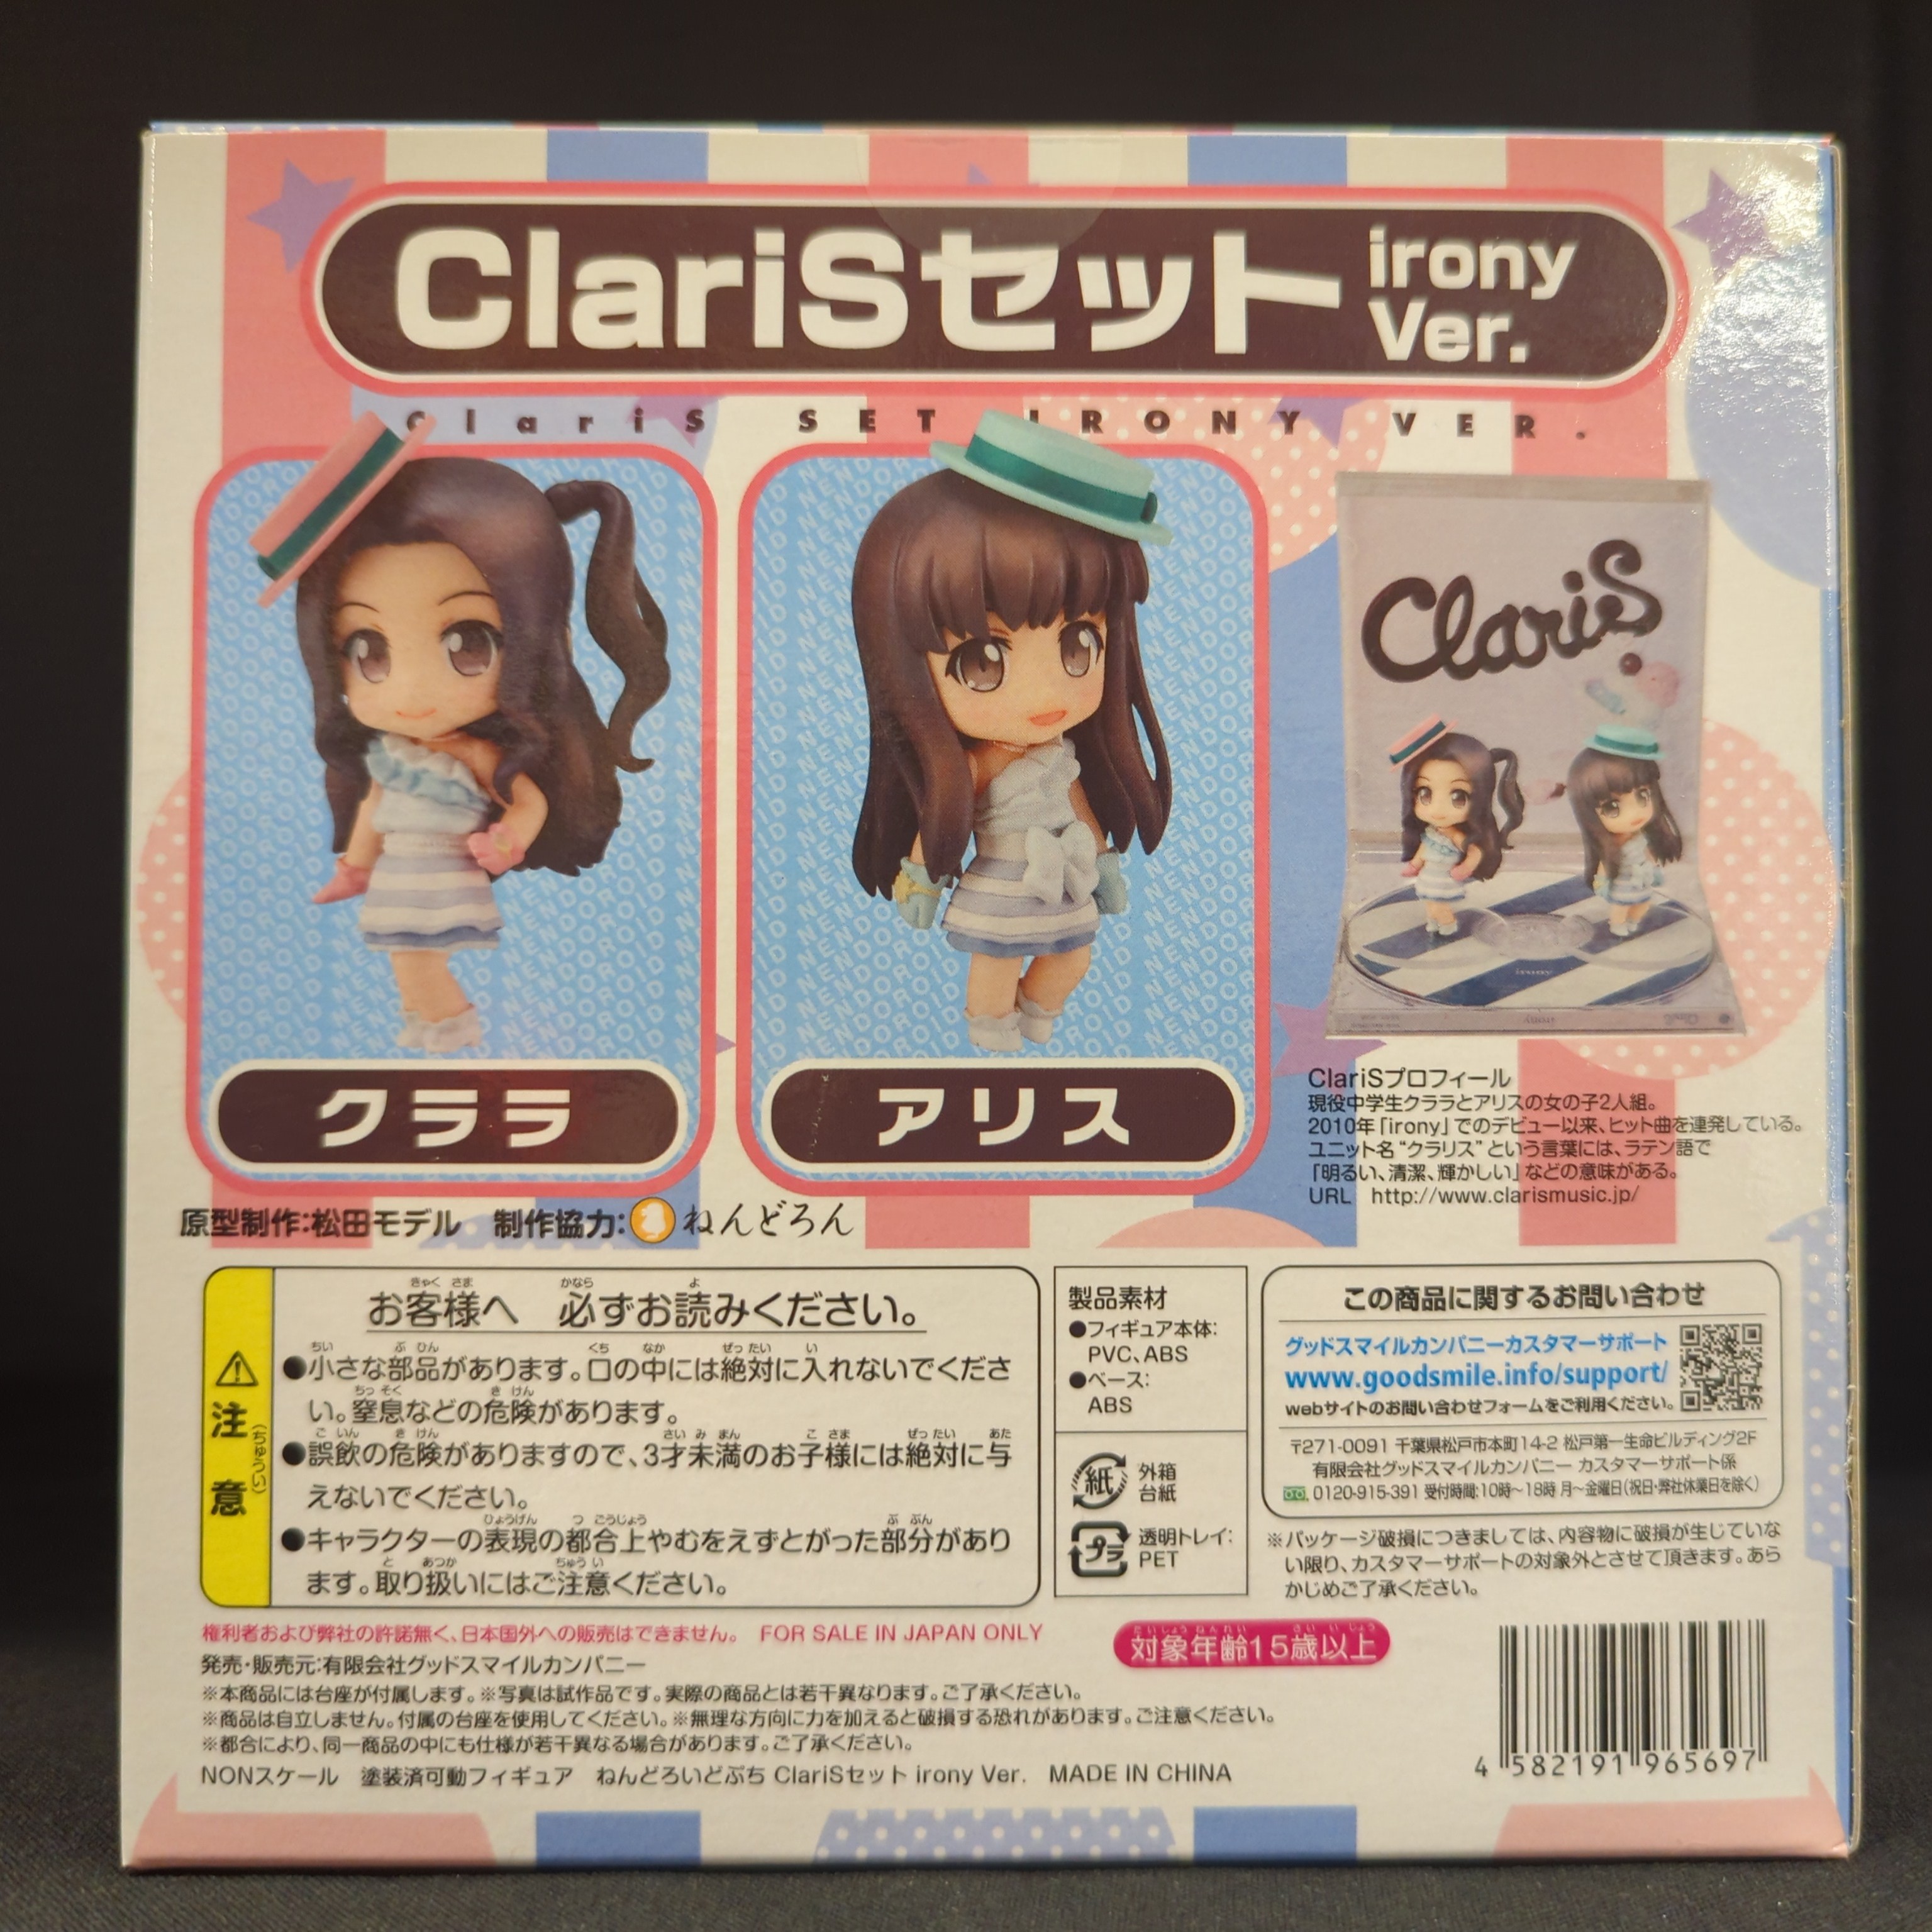 ClariSセット irony Ver.
ClariS SET IRONY VER.
ClariS
irony
クララ
アリス
ClariSプロフィール
現役中学生クララとアリスの女の子2人組。
2010年「irony」でのデビュー以来、ヒット曲を連発している。
ユニット名“クラリス”という言葉には、ラテン語で
「明るい、清潔、輝かしい」などの意味がある。
URL http://www.clarismusic.jp/
原型制作:松田モデル 制作協力: ねんどろん
注意(ちゅうい)
お客様へ 必ずお読みください。
●小さな部品があります。口の中には絶対に入れないでくださ
い。窒息などの危険があります。
●誤飲の危険がありますので、3才未満のお子様には絶対に与
えないでください。
●キャラクターの表現の都合上やむをえずとがった部分があり
ます。取り扱いにはご注意ください。
製品素材
●フィギュア本体:
PVC、ABS
●ベース:
ABS
紙
外箱
台紙
プラ
透明トレイ:
PET
この商品に関するお問い合わせ
グッドスマイルカンパニーカスタマーサポート
www.goodsmile.info/support/
webサイトのお問い合わせフォームをご利用ください。
〒271-0091 千葉県松戸市本町14-2 松戸第一生命ビルディング2F
有限会社グッドスマイルカンパニー カスタマーサポート係
0120-915-391 受付時間:10時〜18時 月〜金曜日(祝日・弊社休業日を除く)
※パッケージ破損につきましては、内容物に破損が生じていな
い限り、カスタマーサポートの対象外とさせて頂きます。あら
かじめご了承ください。
権利者および弊社の許諾無く、日本国外への販売はできません。 FOR SALE IN JAPAN ONLY
対象年齢15歳以上
発売・販売元:有限会社グッドスマイルカンパニー
※本商品には台座が付属します。※写真は試作品です。実際の商品とは若干異なります。ご了承ください。
※商品は自立しません。付属の台座を使用してください。※無理な方向に力を加えると破損する恐れがあります。ご注意ください。
※都合により、同一商品の中にも仕様が若干異なる場合があります。ご了承ください。
NONスケール 塗装済可動フィギュア ねんどろいどぷち ClariSセット irony Ver. MADE IN CHINA
4 582191 965697